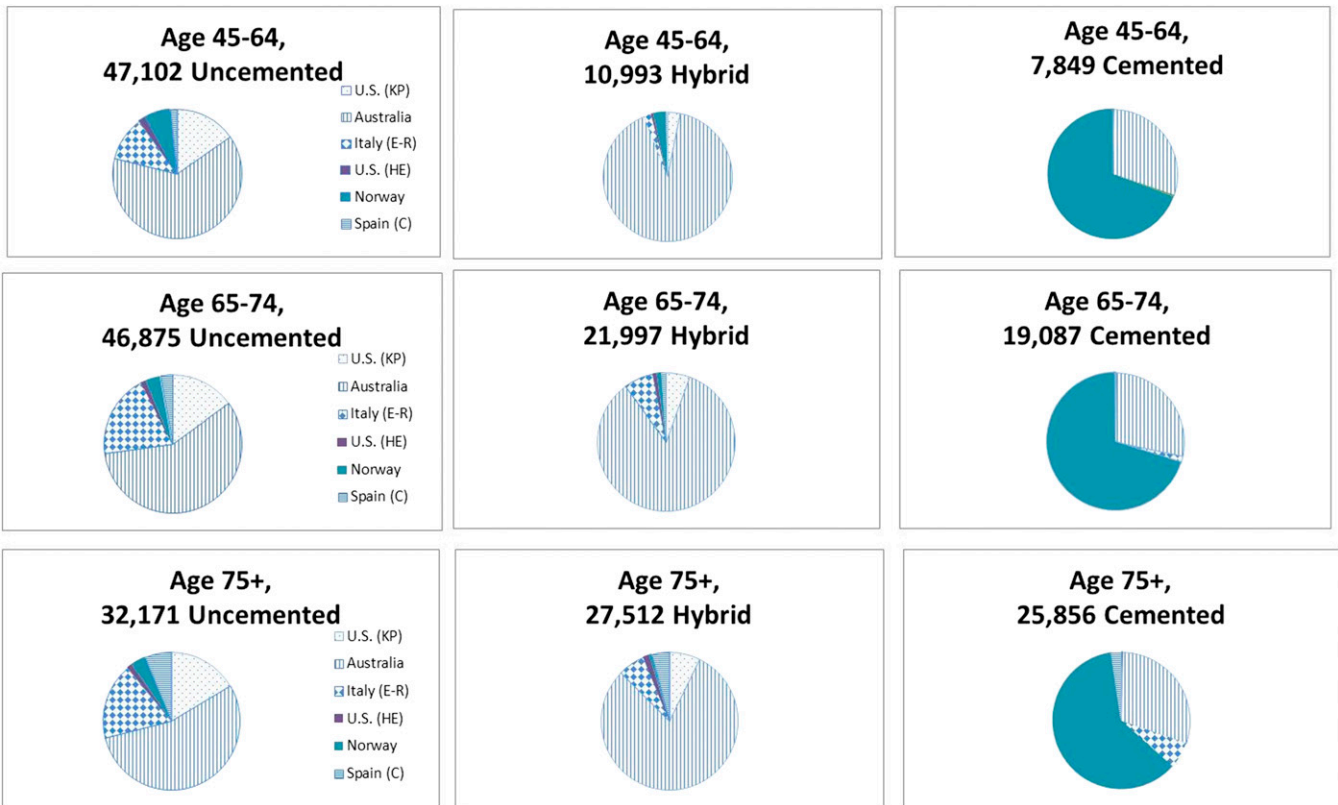 Age 45-64,
47,102 Uncemented
U.S. (KP)
Australia
Italy (E-R)
U.S. (HE)
Norway
Spain (C)
Age 45-64,
10,993 Hybrid
Age 45-64,
7,849 Cemented
Age 65-74,
46,875 Uncemented
U.S. (KP)
Australia
Italy (E-R)
U.S. (HE)
Norway
Spain (C)
Age 65-74,
21,997 Hybrid
Age 65-74,
19,087 Cemented
Age 75+,
32,171 Uncemented
U.S. (KP)
Australia
Italy (E-R)
U.S. (HE)
Norway
Spain (C)
Age 75+,
27,512 Hybrid
Age 75+,
25,856 Cemented